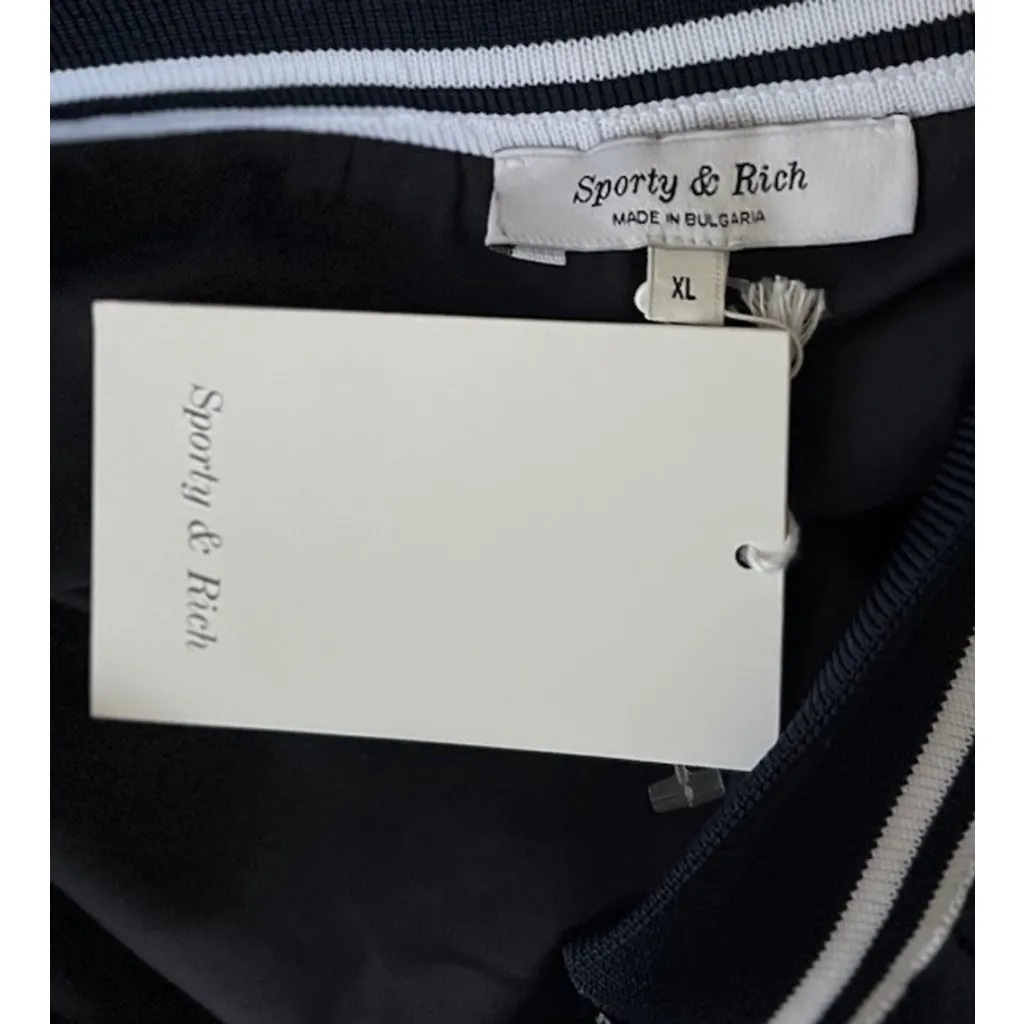 Sporty & Rich
MADE IN BULGARIA
XL
Sporty & Rich